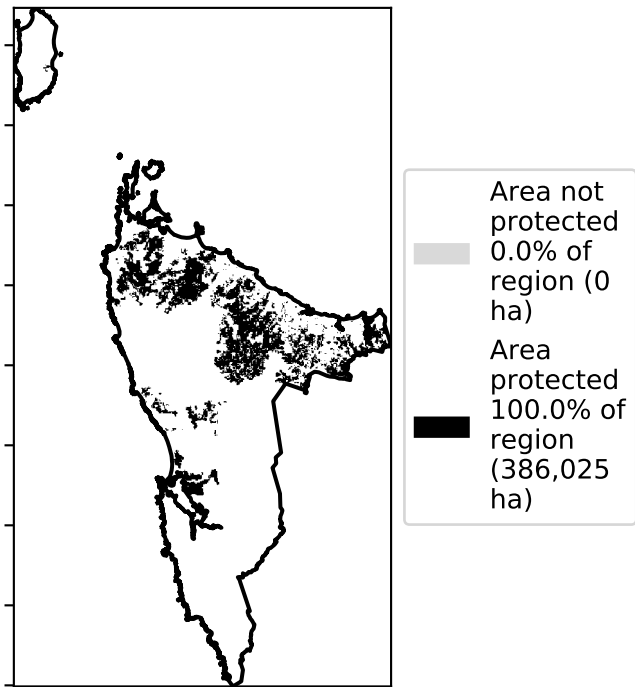 Area not
protected
0.0% of
region (0
ha)
Area
protected
100.0% of
region
(386,025
ha)